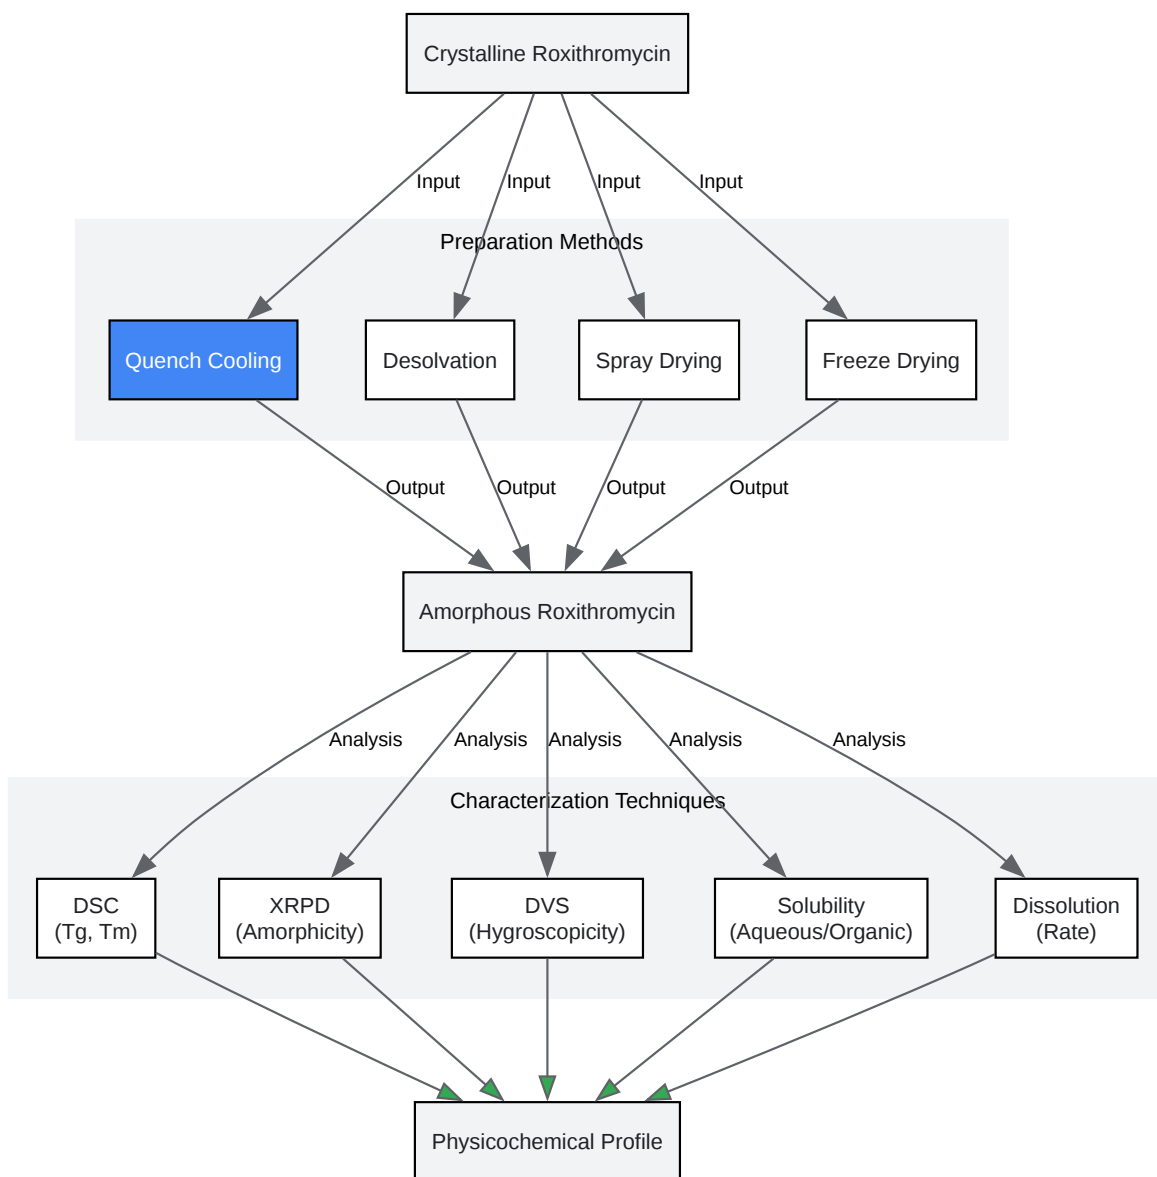 Crystalline Roxithromycin
Input
Input
Input
Input
Preparation Methods
Quench Cooling
Desolvation
Spray Drying
Freeze Drying
Output
Output
Output
Output
Amorphous Roxithromycin
Analysis
Analysis
Analysis
Analysis
Analysis
Characterization Techniques
DSC
(Tg, Tm)
XRPD
(Amorphicity)
DVS
(Hygroscopicity)
Solubility
(Aqueous/Organic)
Dissolution
(Rate)
Physicochemical Profile